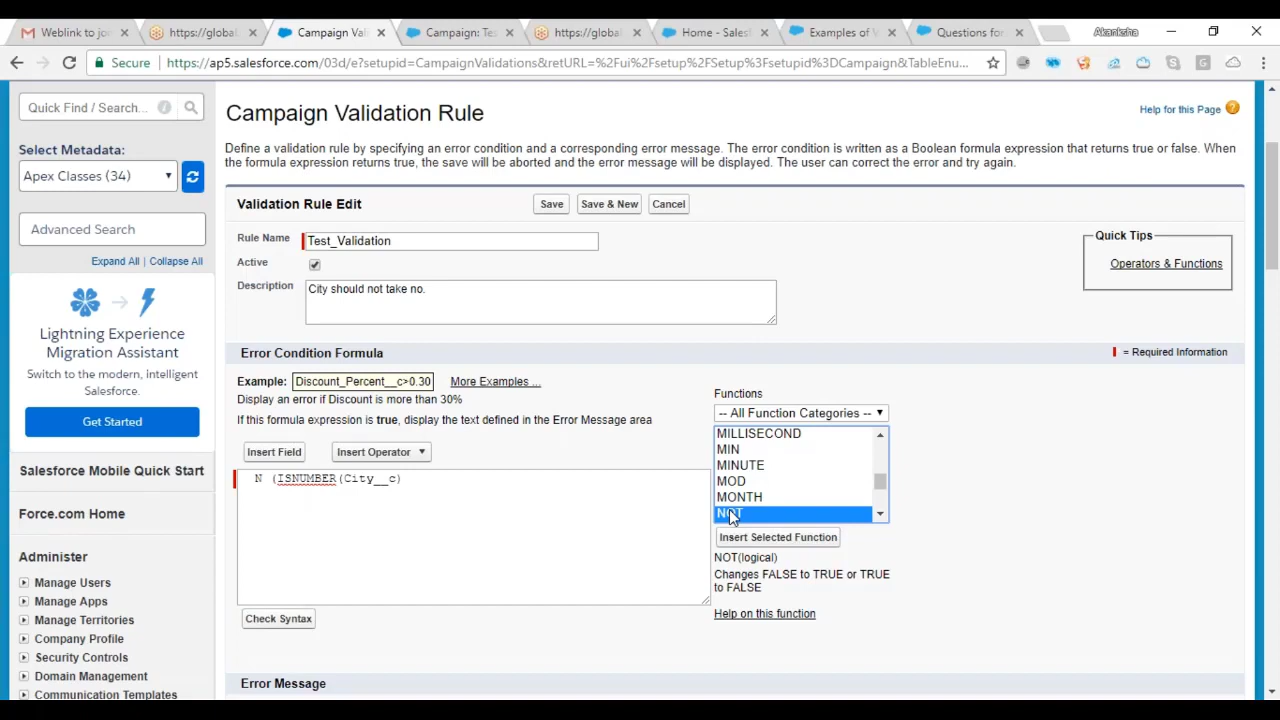 Weblink to jo
https://global
Campaign Val
Campaign: Tes
https://global
Home - Salesf
Examples of V
Questions for
Akanksha
Secure
https://ap5.salesforce.com/03d/e?setupid=CampaignValidations&retURL=%2Fui%2Fsetup%2FSetup%3Fsetupid%3DCampaign&TableEnu...
Quick Find / Search...
Select Metadata:
Apex Classes (34)
Advanced Search
Expand All | Collapse All
Lightning Experience
Migration Assistant
Switch to the modern, intelligent
Salesforce.
Get Started
Salesforce Mobile Quick Start
Force.com Home
Administer
Manage Users
Manage Apps
Manage Territories
Company Profile
Security Controls
Domain Management
Communication Templates
Campaign Validation Rule
Help for this Page
Define a validation rule by specifying an error condition and a corresponding error message. The error condition is written as a Boolean formula expression that returns true or false. When
the formula expression returns true, the save will be aborted and the error message will be displayed. The user can correct the error and try again.
Validation Rule Edit
Save
Save & New
Cancel
Rule Name
Test_Validation
Active
Description
City should not take no.
Quick Tips
Operators & Functions
Error Condition Formula
= Required Information
Example: Discount_Percent__c>0.30 More Examples ...
Display an error if Discount is more than 30%
If this formula expression is true, display the text defined in the Error Message area
Insert Field
Insert Operator
N (ISNUMBER(City__c)
Check Syntax
Functions
-- All Function Categories --
MILLISECOND
MIN
MINUTE
MOD
MONTH
NOT
Insert Selected Function
NOT(logical)
Changes FALSE to TRUE or TRUE
to FALSE
Help on this function
Error Message